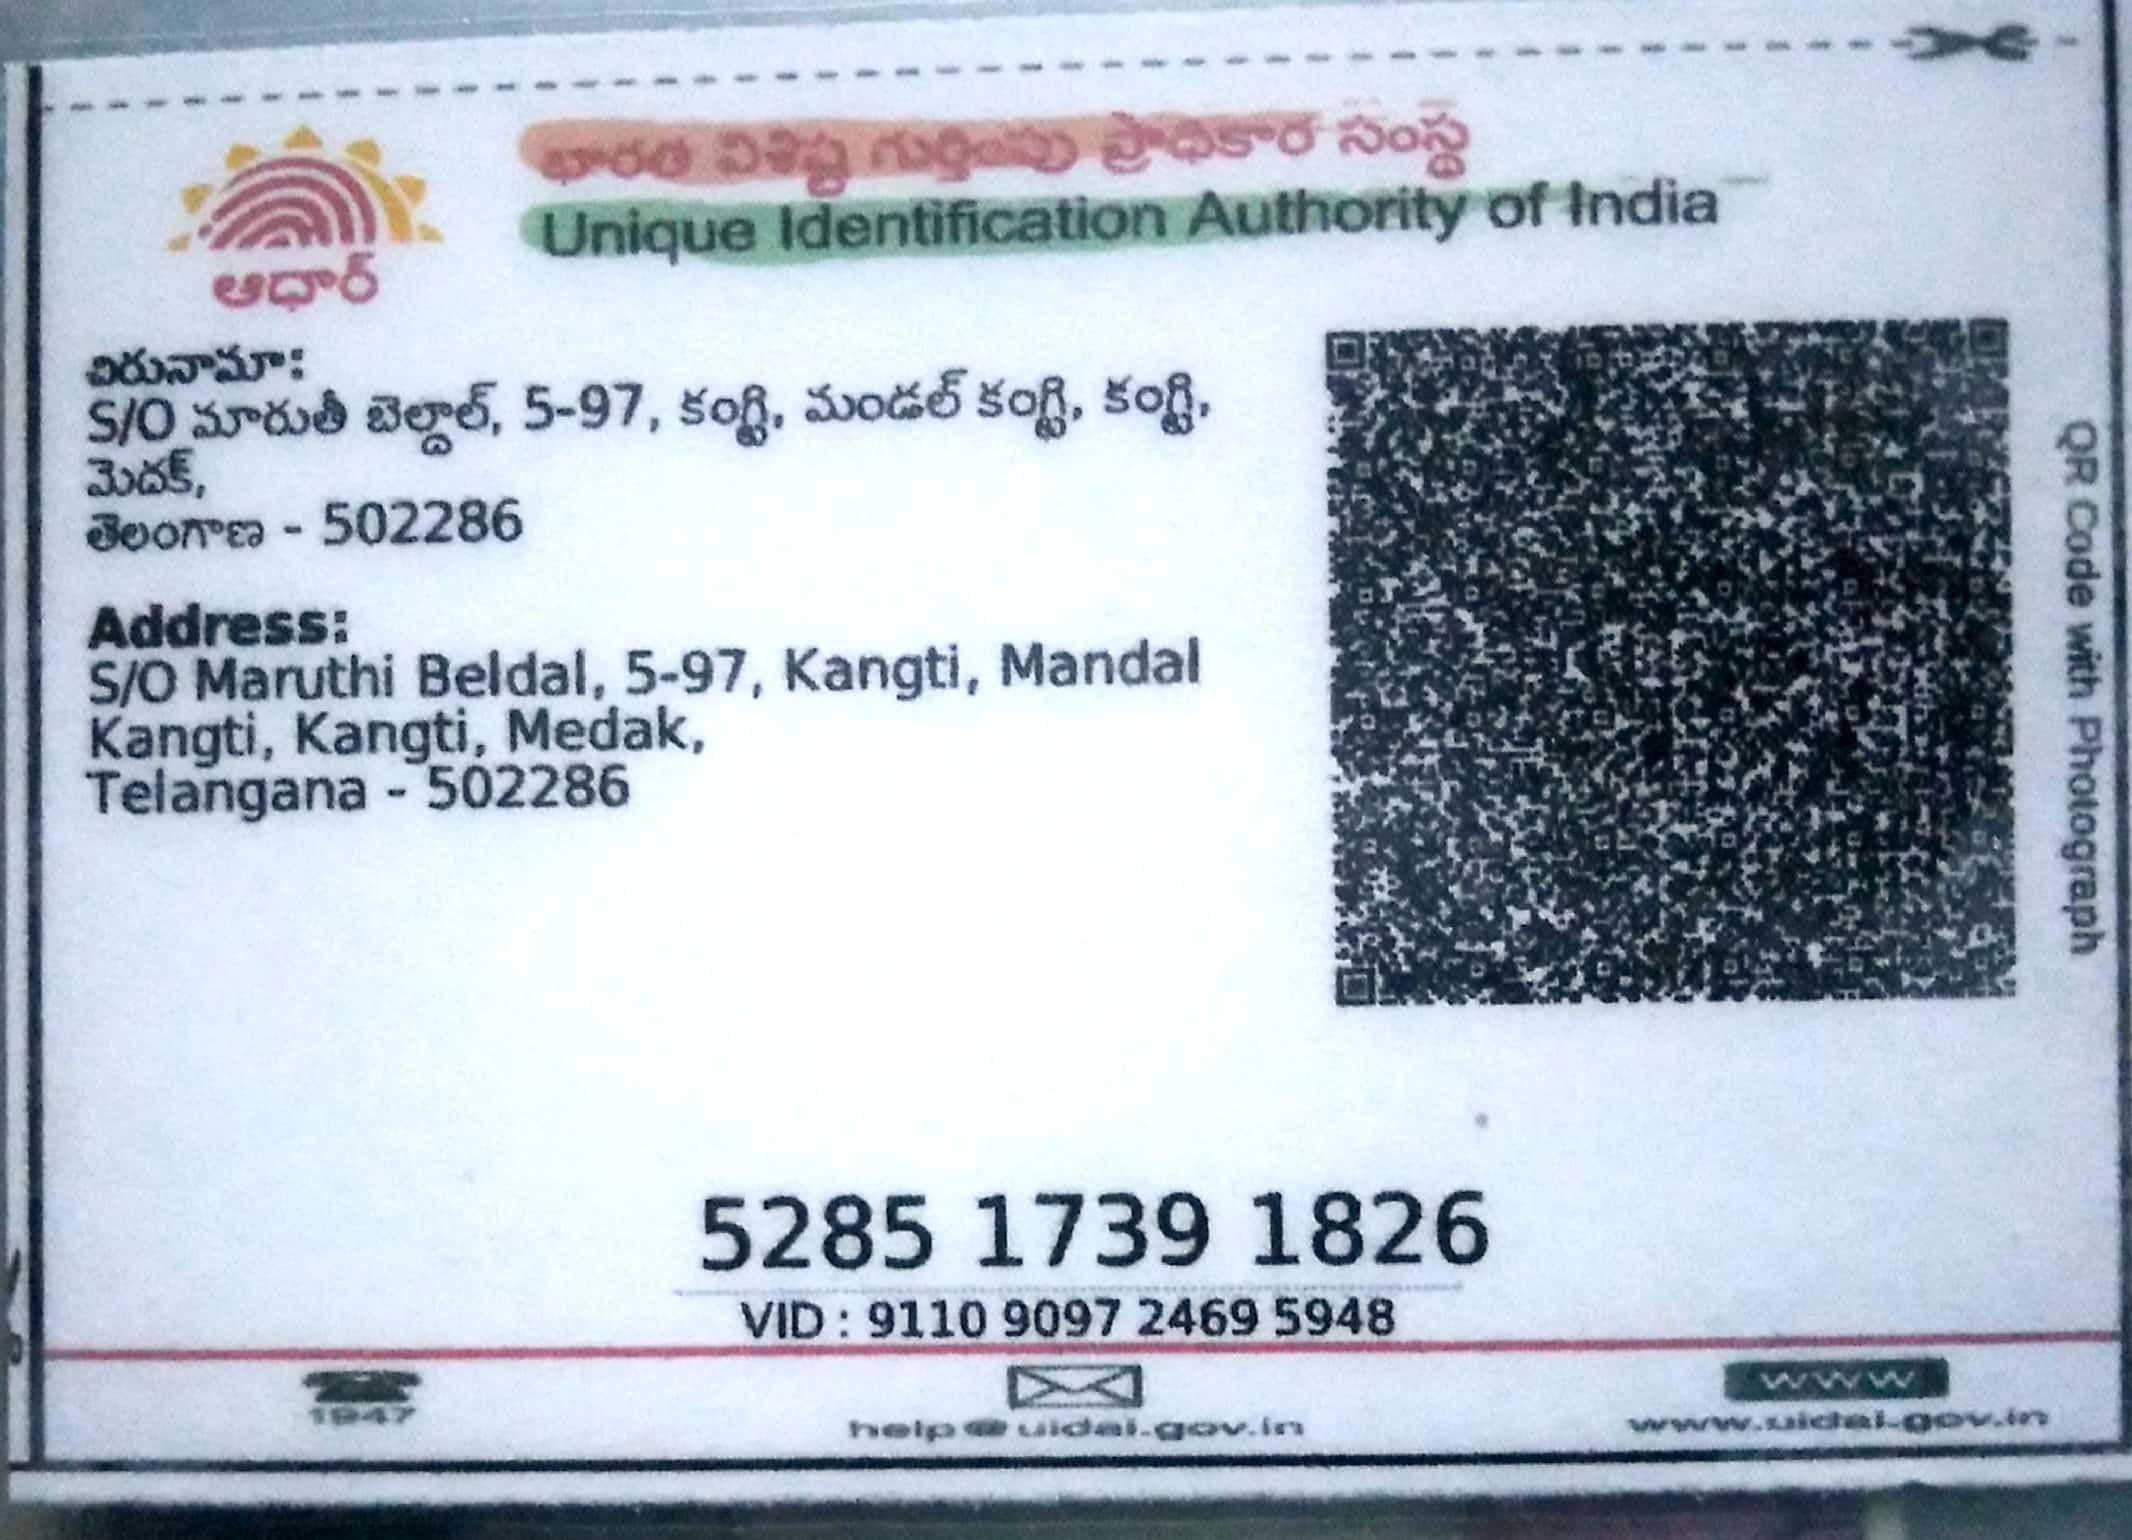 భారత విశిష్ట గుర్తింపు ప్రాధికార సంస్థ
Unique Identification Authority of India
ఆధార్
చిరునామా:
S/O మారుతీ బెల్దాల్, 5-97, కంగ్టి, మండల్ కంగ్టి, కంగ్టి,
మెదక్,
తెలంగాణ - 502286
Address:
S/O Maruthi Beldal, 5-97, Kangti, Mandal
Kangti, Kangti, Medak,
Telangana - 502286
QR Code with Photograph
5285 1739 1826
VID : 9110 9097 2469 5948
1947
help@uidai.gov.in
www
www.uidai.gov.in